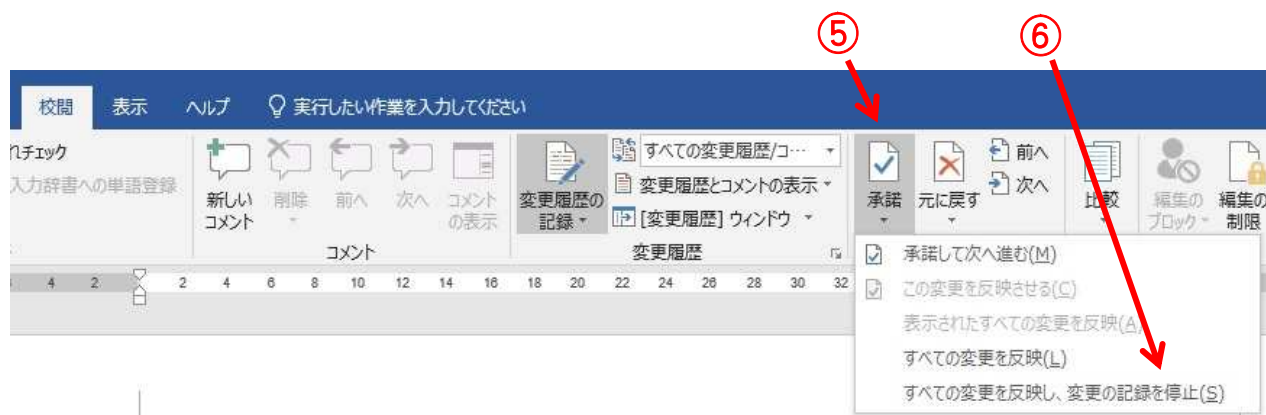 ⑤ ⑥
校閲 表示 ヘルプ 実行したい作業を入力してください
れチェック
入力辞書への単語登録
新しい
コメント
削除
前へ
次へ
コメント
の表示
コメント
変更履歴の
記録
すべての変更履歴/コ…
変更履歴とコメントの表示
[変更履歴] ウィンドウ
変更履歴
承諾
元に戻す
前へ
次へ
比較
編集の
ブロック
編集の
制限
4 2 2 4 6 8 10 12 14 16 18 20 22 24 26 28 30 32
承諾して次へ進む(M)
この変更を反映させる(C)
表示されたすべての変更を反映(A
すべての変更を反映(L)
すべての変更を反映し、変更の記録を停止(S)